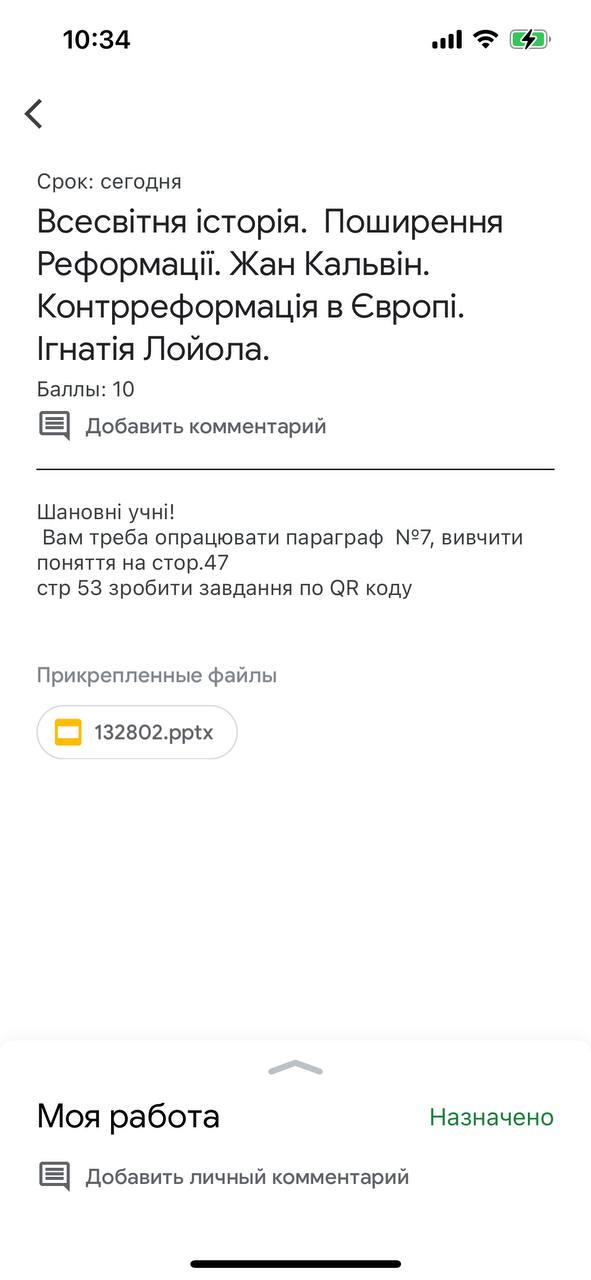 10:34
Срок: сегодня
Всесвітня історія.  Поширення
Реформації. Жан Кальвін.
Контрреформація в Європі.
Ігнатія Лойола.
Баллы: 10
Добавить комментарий
Шановні учні!
Вам треба опрацювати параграф  №7, вивчити
поняття на стор.47
стр 53 зробити завдання по QR коду
Прикрепленные файлы
132802.pptx
Моя работа
Назначено
Добавить личный комментарий